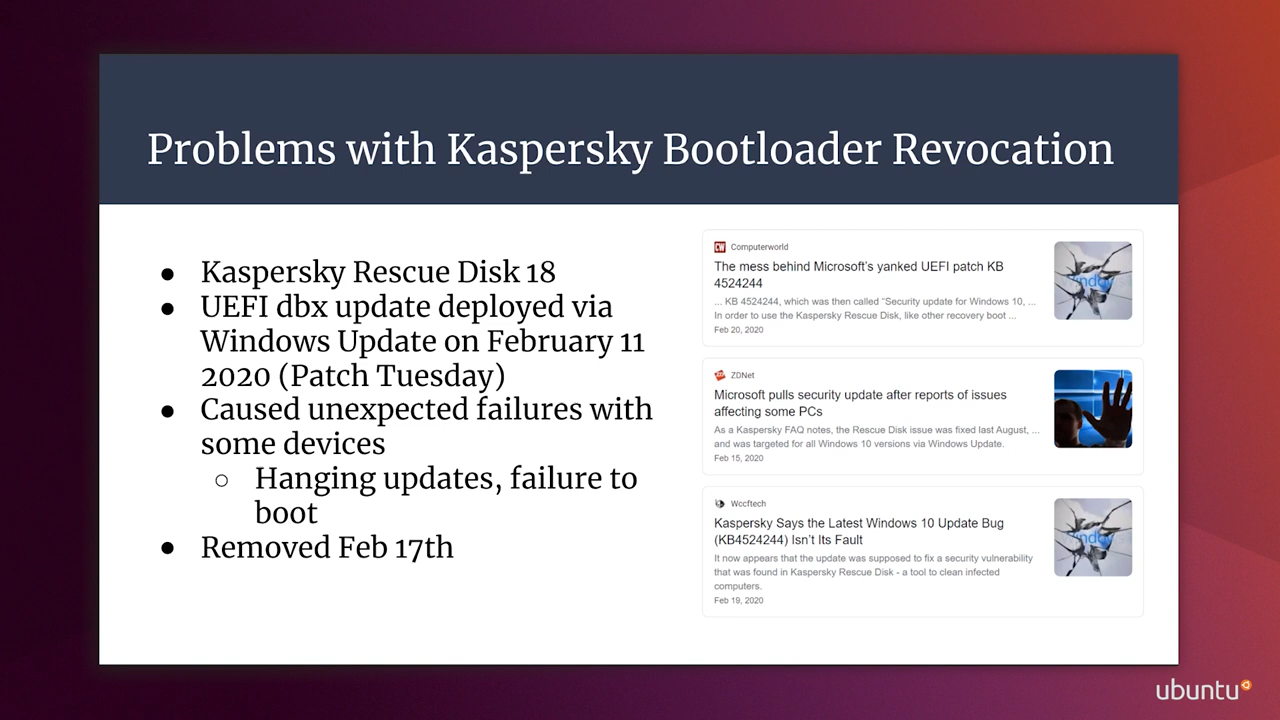 Problems with Kaspersky Bootloader Revocation
● Kaspersky Rescue Disk 18
● UEFI dbx update deployed via
Windows Update on February 11
2020 (Patch Tuesday)
● Caused unexpected failures with
some devices
○ Hanging updates, failure to
boot
● Removed Feb 17th
CW Computerworld
The mess behind Microsoft's yanked UEFI patch KB
4524244
... KB 4524244, which was then called “Security update for Windows 10, ...
In order to use the Kaspersky Rescue Disk, like other recovery boot ...
Feb 20, 2020
ZDNet
Microsoft pulls security update after reports of issues
affecting some PCs
As a Kaspersky FAQ notes, the Rescue Disk issue was fixed last August, ...
and was targeted for all Windows 10 versions via Windows Update.
Feb 15, 2020
Wccftech
Kaspersky Says the Latest Windows 10 Update Bug
(KB4524244) Isn't Its Fault
It now appears that the update was supposed to fix a security vulnerability
that was found in Kaspersky Rescue Disk - a tool to clean infected
computers.
Feb 19, 2020
ubuntu